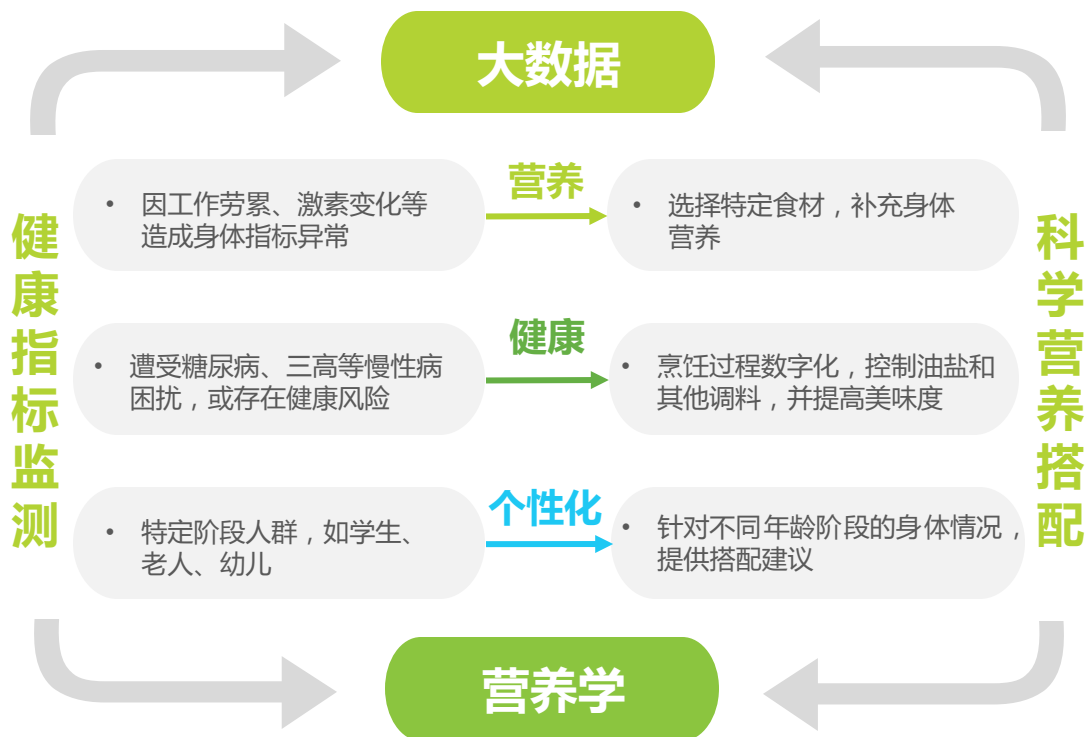 大数据
健康指标监测
• 因工作劳累、激素变化等
造成身体指标异常
营养
• 选择特定食材，补充身体
营养
• 遭受糖尿病、三高等慢性病
困扰，或存在健康风险
健康
• 烹饪过程数字化，控制油盐和
其他调料，并提高美味度
• 特定阶段人群，如学生、
老人、幼儿
个性化
• 针对不同年龄阶段的身体情况，
提供搭配建议
科学营养搭配
营养学